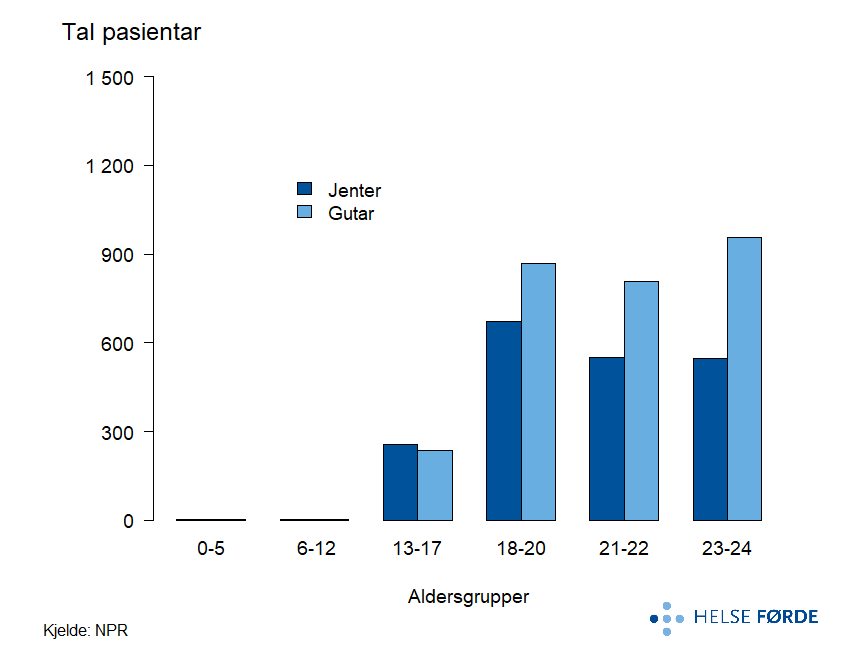 Tal pasientar
1 500
1 200
900
600
300
0
Jenter
Gutar
0-5 6-12 13-17 18-20 21-22 23-24
Aldersgrupper
HELSE FØRDE
Kjelde: NPR